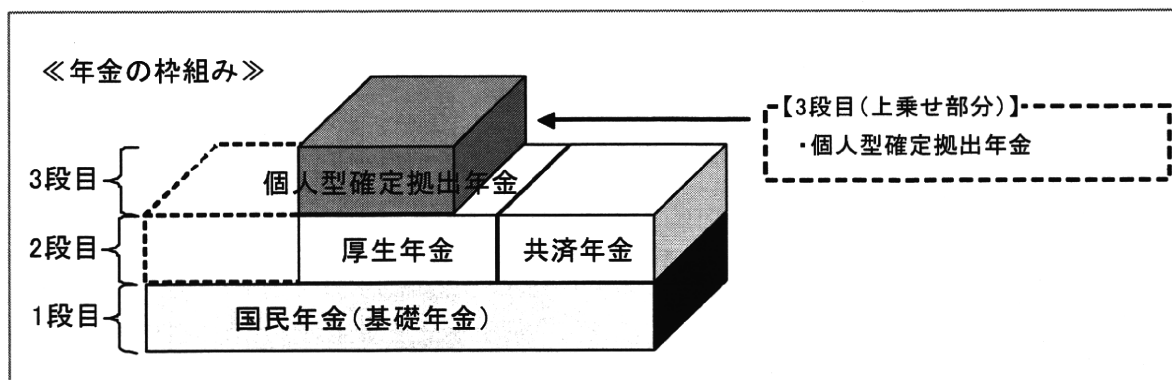 ≪年金の枠組み≫
【3段目(上乗せ部分)】
・個人型確定拠出年金
3段目
個人型確定拠出年金
2段目
厚生年金
共済年金
1段目
国民年金(基礎年金)